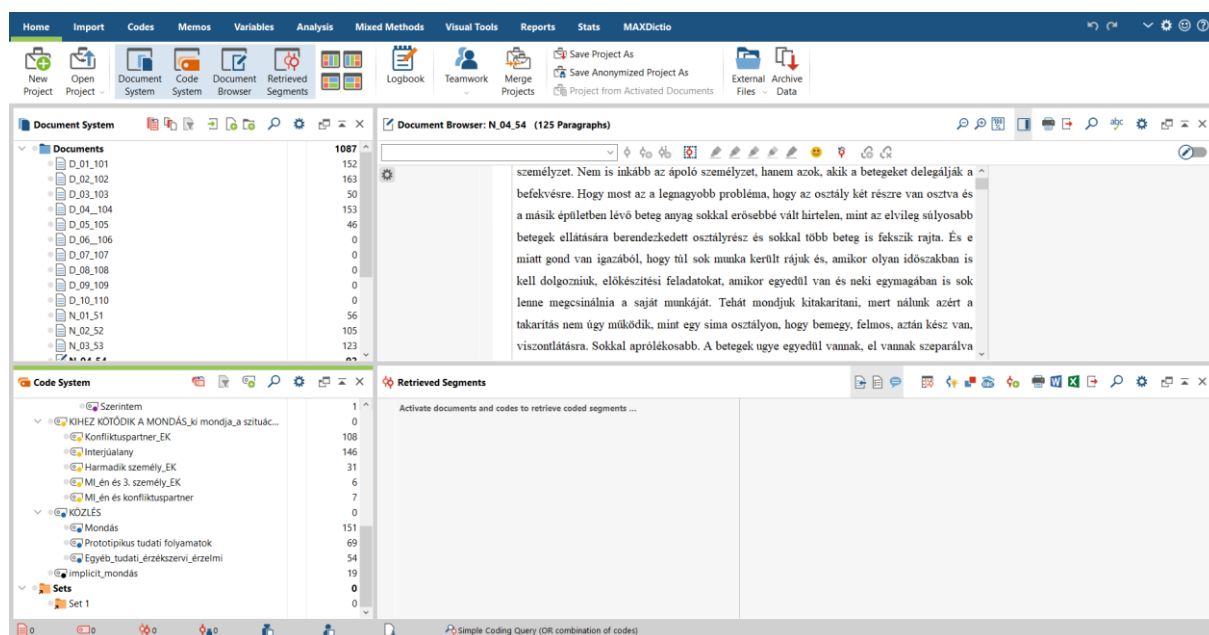 Home Import Codes Memos Variables Analysis Mixed Methods Visual Tools Reports Stats MAXDictio
New Project
Open Project
Document System
Code System
Document Browser
Retrieved Segments
Logbook
Teamwork
Merge Projects
Save Project As
Save Anonymized Project As
Project from Activated Documents
External Files
Archive Data
Document System
Documents 1087
D_01_101 152
D_02_102 163
D_03_103 50
D_04__104 153
D_05_105 46
D_06__106 0
D_07_107 0
D_08_108 0
D_09_109 0
D_10_110 0
N_01_51 56
N_02_52 105
N_03_53 123
N_04_54 92
Document Browser: N_04_54 (125 Paragraphs)
személyzet. Nem is inkább az ápoló személyzet, hanem azok, akik a betegeket delegálják a
befekvésre. Hogy most az a legnagyobb probléma, hogy az osztály két részre van osztva és
a másik épületben lévő beteg anyag sokkal erősebbé vált hirtelen, mint az elvileg súlyosabb
betegek ellátására berendezkedett osztályrész és sokkal több beteg is fekszik rajta. És e
miatt gond van igazából, hogy túl sok munka került rájuk és, amikor olyan időszakban is
kell dolgozniuk, előkészítési feladatokat, amikor egyedül van és neki egymagában is sok
lenne megcsinálnia a saját munkáját. Tehát mondjuk kitakarítani, mert nálunk azért a
takarítás nem úgy működik, mint egy sima osztályon, hogy bemegy, felmos, aztán kész van,
viszontlátásra. Sokkal aprólékosabb. A betegek ugye egyedül vannak, el vannak szeparálva
Code System
Szerintem 1
KIHEZ KÖTŐDIK A MONDÁS_ki mondja_a szituác... 0
Konfliktuspartner_EK 108
Interjúalany 146
Harmadik személy_EK 31
MI_én és 3. személy_EK 6
MI_én és konfliktuspartner 7
KÖZLÉS 0
Mondás 151
Prototipikus tudati folyamatok 69
Egyéb_tudati_érzékszervi_érzelmi 54
implicit_mondás 19
Sets 0
Set 1 0
Retrieved Segments
Activate documents and codes to retrieve coded segments ...
0 0 0 0 Simple Coding Query (OR combination of codes)